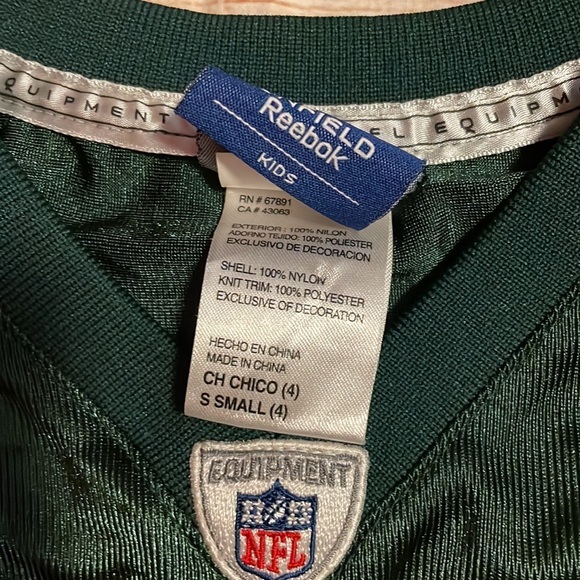 EQUIPMENT
EQUIPM
FIELD
Reebok
KIDS
RN # 67891
CA # 43063
EXTERIOR : 100% NILON
ADORNO TEJIDO: 100% POLIESTER
EXCLUSIVO DE DECORACION
SHELL: 100% NYLON
KNIT TRIM: 100% POLYESTER
EXCLUSIVE OF DECORATION
HECHO EN CHINA
MADE IN CHINA
CH CHICO (4)
S SMALL (4)
EQUIPMENT
NFL